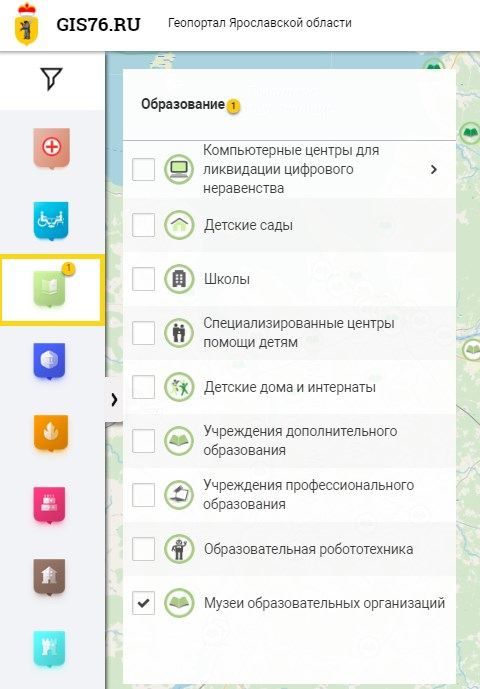 GIS76.RU
Геопортал Ярославской области
Образование 1
Компьютерные центры для
ликвидации цифрового
неравенства
Детские сады
1
Школы
Специализированные центры
помощи детям
Детские дома и интернаты
Учреждения дополнительного
образования
Учреждения профессионального
образования
Образовательная робототехника
Музеи образовательных организаций